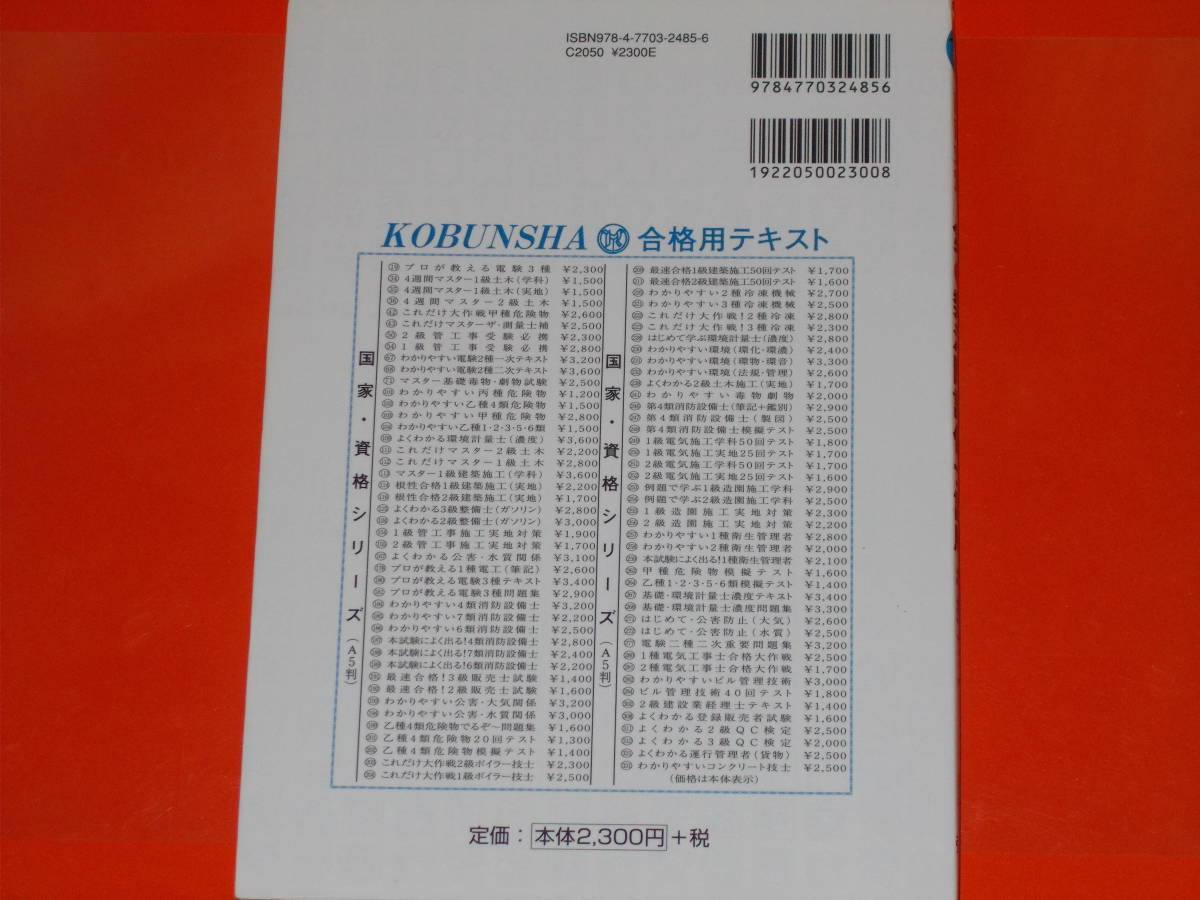 ISBN978-4-7703-2485-6
C2050 ¥2300E
9784770324856
1922050023008
KOBUNSHA 合格用テキスト
国家・資格シリーズ（A5判）
プロが教える電験3種 ¥2,300
4週間マスター1級土木(学科) ¥1,500
4週間マスター1級土木(実地) ¥1,500
4週間マスター2級土木 ¥1,500
これだけ大作戦甲種危険物 ¥2,600
これだけマスターザ・測量士補 ¥2,500
2級管工事受験必携 ¥2,300
1級管工事受験必携 ¥2,800
わかりやすい電験2種一次テキスト ¥3,200
わかりやすい電験2種二次テキスト ¥3,600
マスター基礎毒物・劇物試験 ¥2,500
わかりやすい丙種危険物 ¥1,200
わかりやすい乙種4類危険物 ¥1,500
わかりやすい甲種危険物 ¥2,800
わかりやすい乙種1・2・3・5・6類 ¥1,500
よくわかる環境計量士(濃度) ¥3,600
これだけマスター2級土木 ¥2,200
これだけマスター1級土木 ¥2,800
マスター1級建築施工(学科) ¥3,600
根性合格1級建築施工(実地) ¥2,200
根性合格2級建築施工(実地) ¥1,700
よくわかる3級整備士(ガソリン) ¥2,800
よくわかる2級整備士(ガソリン) ¥3,000
1級管工事施工実地対策 ¥1,900
2級管工事施工実地対策 ¥1,700
よくわかる公害・水質関係 ¥3,100
プロが教える1種電工(筆記) ¥2,600
プロが教える電験3種テキスト ¥3,400
プロが教える電験3種問題集 ¥2,900
わかりやすい4類消防設備士 ¥3,200
わかりやすい7類消防設備士 ¥2,200
わかりやすい6類消防設備士 ¥2,500
本試験によく出る!4類消防設備士 ¥2,800
本試験によく出る!7類消防設備士 ¥2,400
本試験によく出る!6類消防設備士 ¥2,200
最速合格!3級販売士試験 ¥1,400
最速合格!2級販売士試験 ¥1,600
わかりやすい公害・大気関係 ¥3,200
わかりやすい公害・水質関係 ¥3,000
乙種4類危険物でるぞ〜問題集 ¥1,600
乙種4類危険物20回テスト ¥1,300
乙種4類危険物模擬テスト ¥1,400
これだけ大作戦2級ボイラー技士 ¥2,300
これだけ大作戦1級ボイラー技士 ¥2,500
国家・資格シリーズ（A5判）
最速合格1級建築施工50回テスト ¥1,700
最速合格2級建築施工50回テスト ¥1,600
わかりやすい2種冷凍機械 ¥2,700
わかりやすい3種冷凍機械 ¥2,500
これだけ大作戦!2種冷凍 ¥2,800
これだけ大作戦!3種冷凍 ¥2,300
はじめて学ぶ環境計量士(濃度) ¥2,800
わかりやすい環境(環化・環濃) ¥2,400
わかりやすい環境(環物・環音) ¥3,300
わかりやすい環境(法規・管理) ¥2,600
よくわかる2級土木施工(実地) ¥1,700
わかりやすい毒物劇物 ¥2,000
第4類消防設備士(筆記+鑑別) ¥2,900
第4類消防設備士(製図) ¥2,500
第4類消防設備士模擬テスト ¥2,500
1級電気施工学科50回テスト ¥1,800
1級電気施工実地25回テスト ¥1,700
2級電気施工学科50回テスト ¥1,700
2級電気施工実地25回テスト ¥1,600
例題で学ぶ1級造園施工学科 ¥2,900
例題で学ぶ2級造園施工学科 ¥2,500
1級造園施工実地対策 ¥2,300
2級造園施工実地対策 ¥2,200
わかりやすい1種衛生管理者 ¥2,800
わかりやすい2種衛生管理者 ¥2,000
本試験によく出る!1種衛生管理者 ¥2,100
甲種危険物模擬テスト ¥1,600
乙種1・2・3・5・6類模擬テスト ¥1,400
基礎・環境計量士濃度テキスト ¥3,400
基礎・環境計量士濃度問題集 ¥3,300
はじめて・公害防止(大気) ¥2,600
はじめて・公害防止(水質) ¥2,500
電験二種二次重要問題集 ¥3,200
1種電気工事士合格大作戦 ¥2,500
2種電気工事士合格大作戦 ¥1,700
わかりやすいビル管理技術 ¥3,000
ビル管理技術40回テスト ¥1,800
2級建設業経理士テキスト ¥1,400
よくわかる登録販売者試験 ¥1,600
よくわかる2級QC検定 ¥2,500
よくわかる3級QC検定 ¥2,000
よくわかる運行管理者(貨物) ¥2,500
わかりやすいコンクリート技士 ¥2,500
(価格は本体表示)
定価：本体2,300円+税